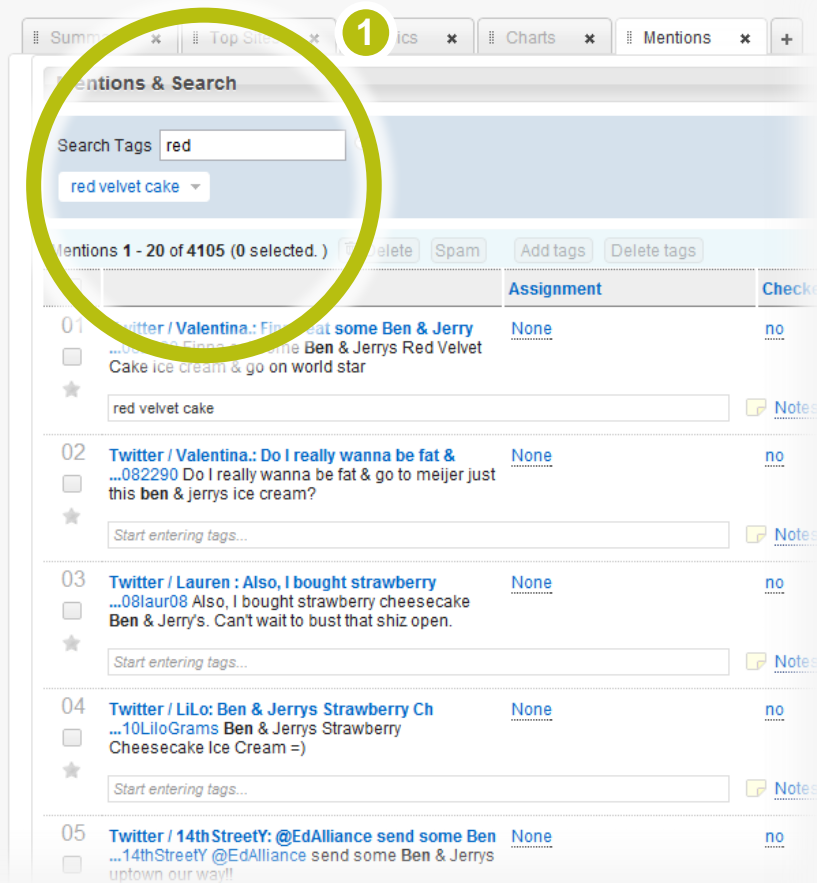 Summ
Top Sites
1
ics
Charts
Mentions
+
Mentions & Search
Search Tags red
red velvet cake
Mentions 1 - 20 of 4105 (0 selected. ) Delete Spam Add tags Delete tags
Assignment Checke
01 Twitter / Valentina.: Finna eat some Ben & Jerry None no
some Ben & Jerrys Red Velvet
Cake ice cream & go on world star
red velvet cake Notes
02 Twitter / Valentina.: Do I really wanna be fat & None no
...082290 Do I really wanna be fat & go to meijer just
this ben & jerrys ice cream?
Start entering tags... Notes
03 Twitter / Lauren : Also, I bought strawberry None no
...08laur08 Also, I bought strawberry cheesecake
Ben & Jerry's. Can't wait to bust that shiz open.
Start entering tags... Notes
04 Twitter / LiLo: Ben & Jerrys Strawberry Ch None no
...10LiloGrams Ben & Jerrys Strawberry
Cheesecake Ice Cream =)
Start entering tags... Notes
05 Twitter / 14thStreetY: @EdAlliance send some Ben None no
...14thStreetY @EdAlliance send some Ben & Jerrys
uptown our way!!